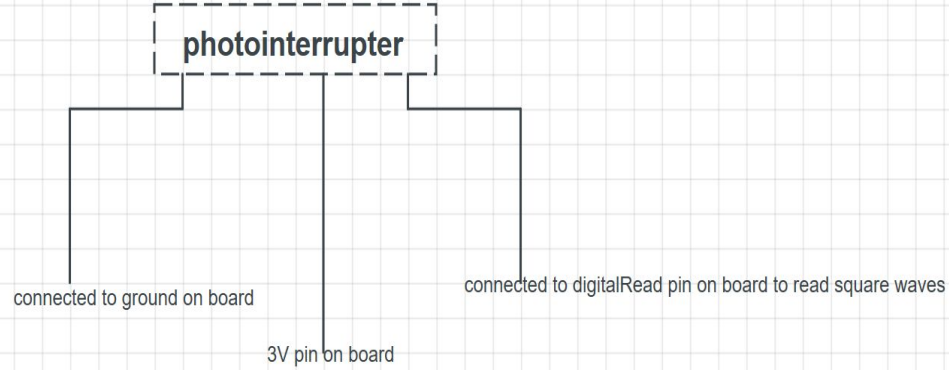 photointerrupter
connected to digitalRead pin on board to read square waves
connected to ground on board
3V pin on board